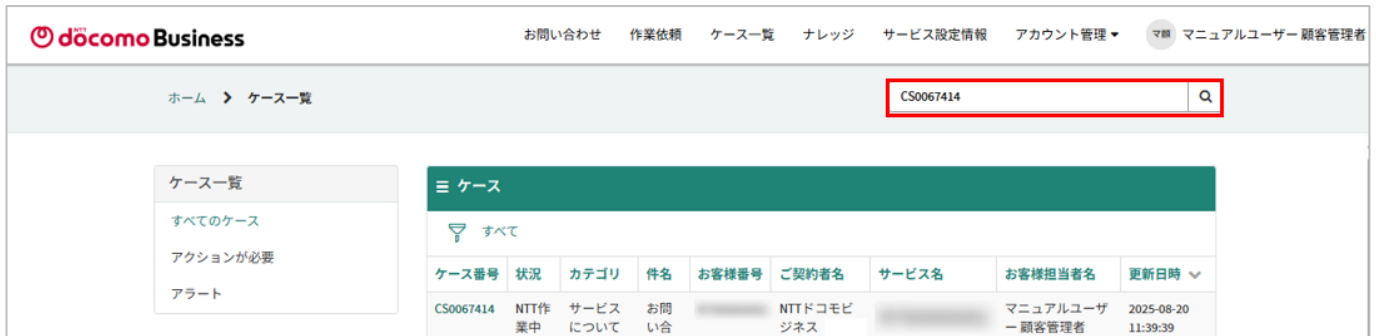 NTT döcomo Business
お問い合わせ 作業依頼 ケース一覧 ナレッジ サービス設定情報 アカウント管理 マ顧 マニュアルユーザー 顧客管理者
ホーム ケース一覧
CS0067414
ケース一覧
すべてのケース
アクションが必要
アラート
ケース
すべて
ケース番号 状況 カテゴリ 件名 お客様番号 ご契約者名 サービス名 お客様担当者名 更新日時
CS0067414 NTT作 サービス お問 NTTドコモビ マニュアルユーザ 2025-08-20
業中 について い合 ジネス ー 顧客管理者 11:39:39